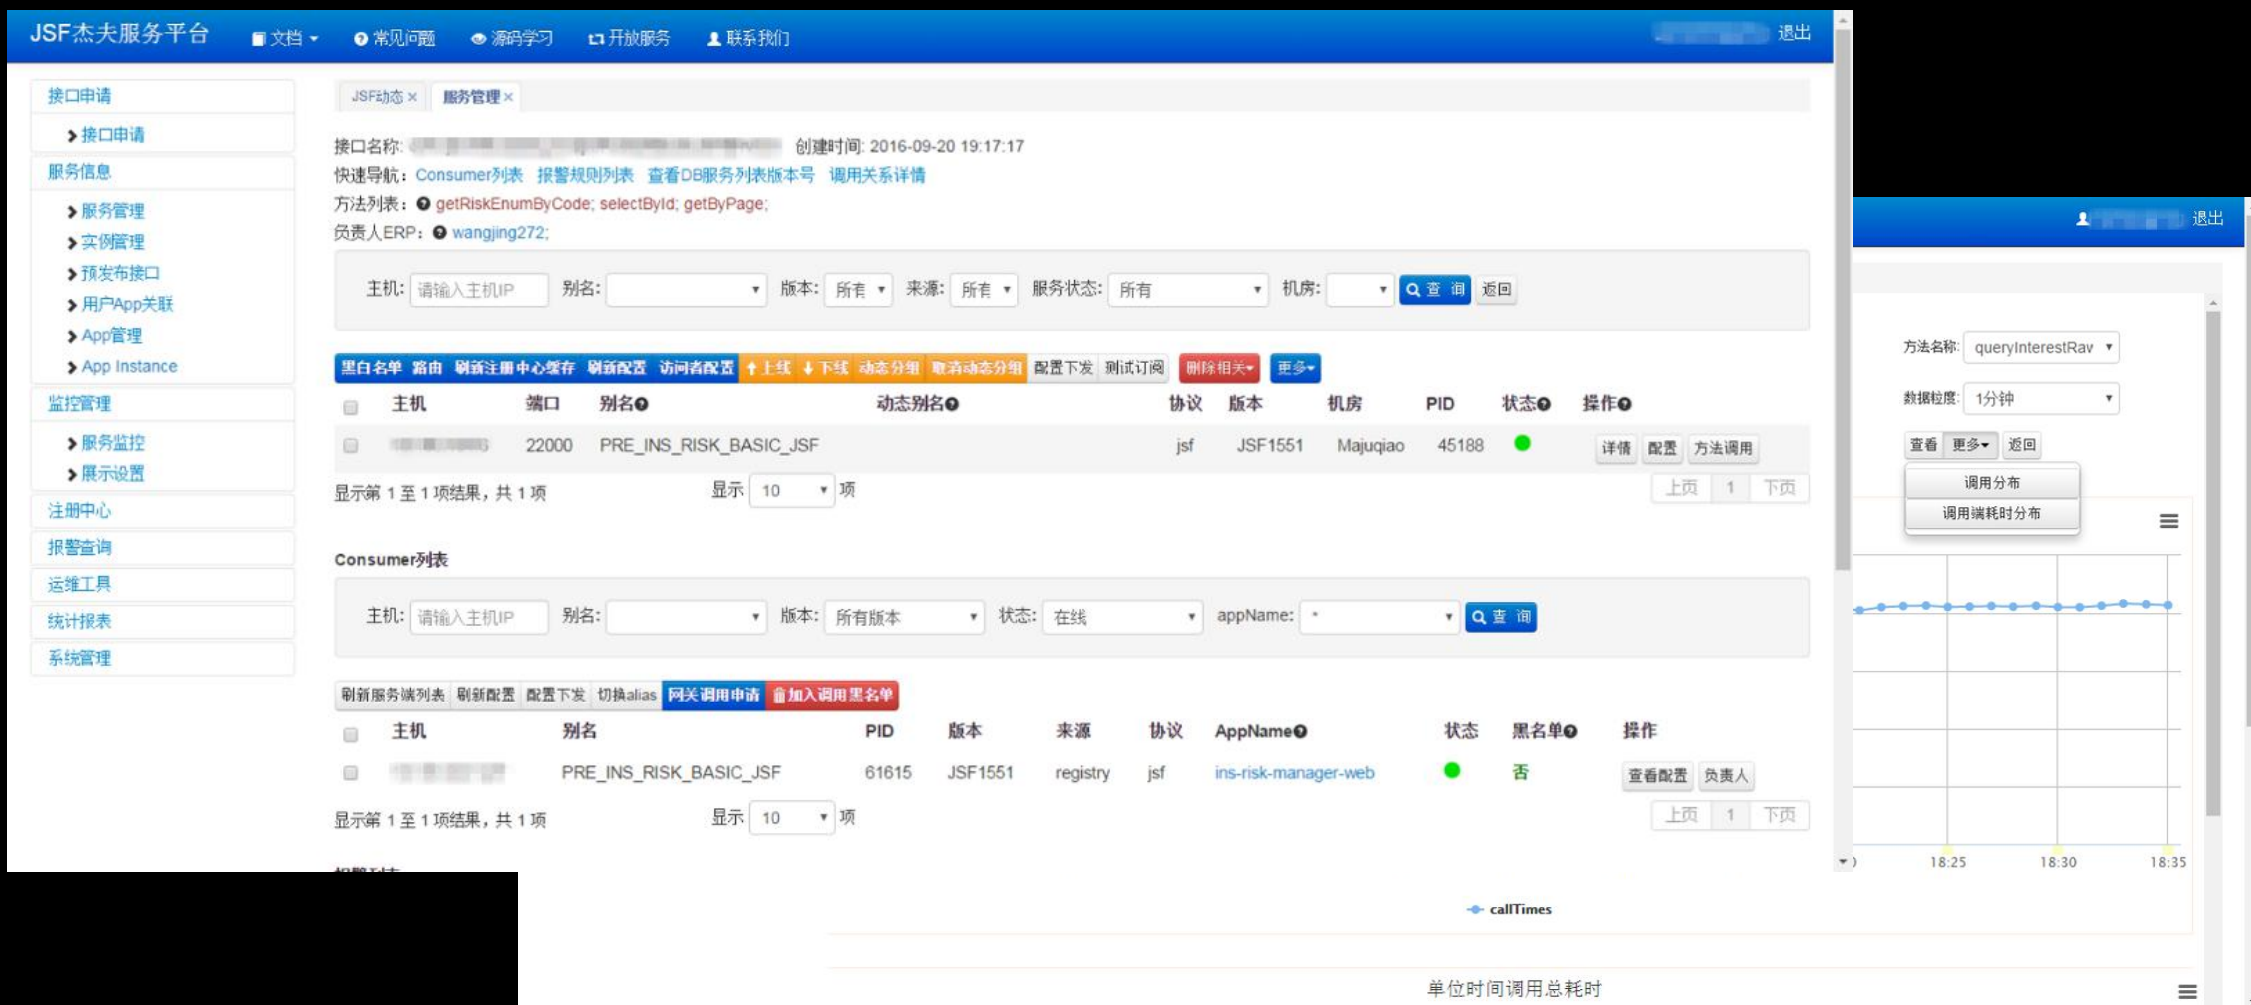 JSF杰夫服务平台 文档 常见问题 源码学习 开放服务 联系我们 退出
接口申请
接口申请
服务信息
服务管理
实例管理
预发布接口
用户App关联
App管理
App Instance
监控管理
服务监控
展示设置
注册中心
报警查询
运维工具
统计报表
系统管理
JSF动态 × 服务管理 ×
接口名称: 创建时间: 2016-09-20 19:17:17
快速导航：Consumer列表 报警规则列表 查看DB服务列表版本号 调用关系详情
方法列表：getRiskEnumByCode; selectById; getByPage;
负责人ERP：wangjing272;
主机: 请输入主机IP 别名: 版本: 所有 来源: 所有 服务状态: 所有 机房: 查 询 返回
黑白名单 路由 刷新注册中心缓存 刷新配置 访问者配置 上线 下线 动态分组 取消动态分组 配置下发 测试订阅 删除相关 更多
主机 端口 别名 动态别名 协议 版本 机房 PID 状态 操作
22000 PRE_INS_RISK_BASIC_JSF jsf JSF1551 Majuqiao 45188 详情 配置 方法调用
显示第 1 至 1 项结果，共 1 项 显示 10 项 上页 1 下页
Consumer列表
主机: 请输入主机IP 别名: 版本: 所有版本 状态: 在线 appName: * 查 询
刷新服务端列表 刷新配置 配置下发 切换alias 网关调用申请 加入调用黑名单
主机 别名 PID 版本 来源 协议 AppName 状态 黑名单 操作
PRE_INS_RISK_BASIC_JSF 61615 JSF1551 registry jsf ins-risk-manager-web 否 查看配置 负责人
显示第 1 至 1 项结果，共 1 项 显示 10 项 上页 1 下页
退出
方法名称: queryInterestRav
数据粒度: 1分钟
查看 更多 返回
调用分布
调用端耗时分布
18:25 18:30 18:35
callTimes
单位时间调用总耗时